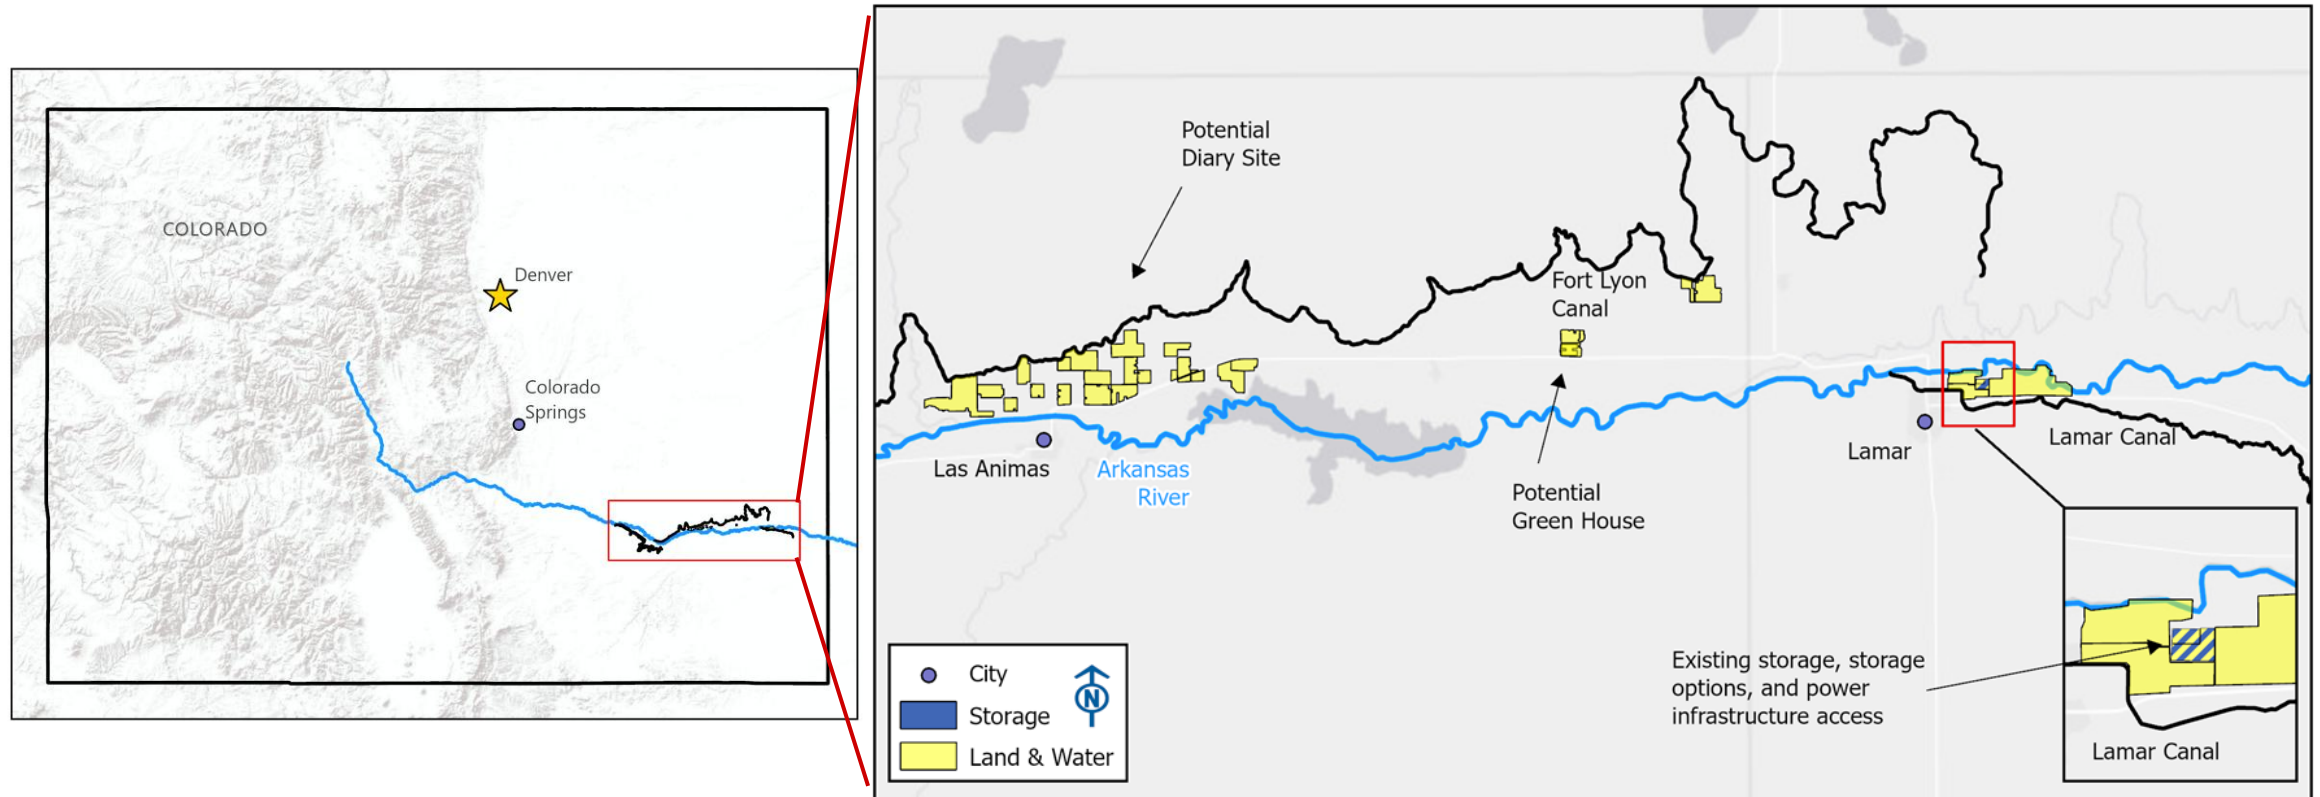 COLORADO
Denver
Colorado
Springs
Potential
Diary Site
Fort Lyon
Canal
Las Animas
Arkansas
River
Potential
Green House
Lamar
Lamar Canal
Existing storage, storage
options, and power
infrastructure access
Lamar Canal
City
N
Storage
Land & Water